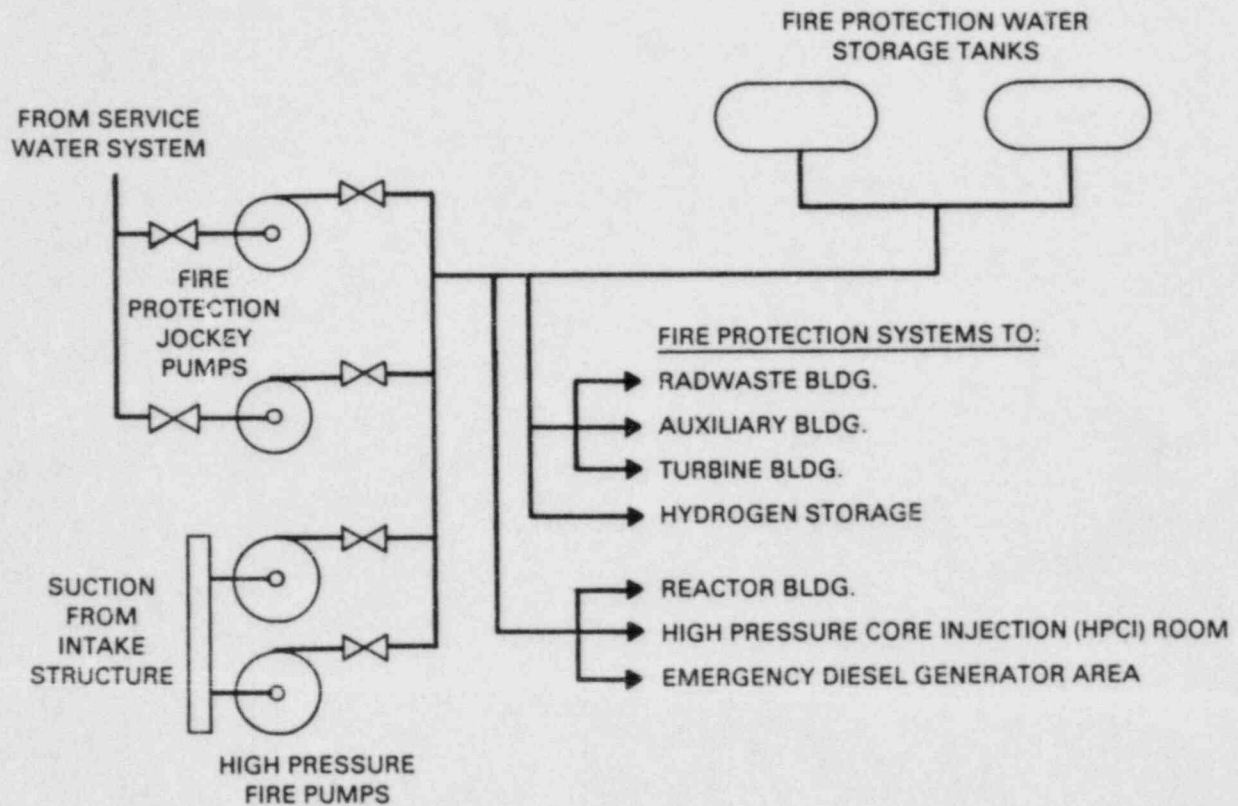 FIRE PROTECTION WATER
STORAGE TANKS
FROM SERVICE
WATER SYSTEM
FIRE
PROTECTION
JOCKEY
PUMPS
FIRE PROTECTION SYSTEMS TO:
RADWASTE BLDG.
AUXILIARY BLDG.
TURBINE BLDG.
HYDROGEN STORAGE
REACTOR BLDG.
HIGH PRESSURE CORE INJECTION (HPCI) ROOM
EMERGENCY DIESEL GENERATOR AREA
SUCTION
FROM
INTAKE
STRUCTURE
HIGH PRESSURE
FIRE PUMPS